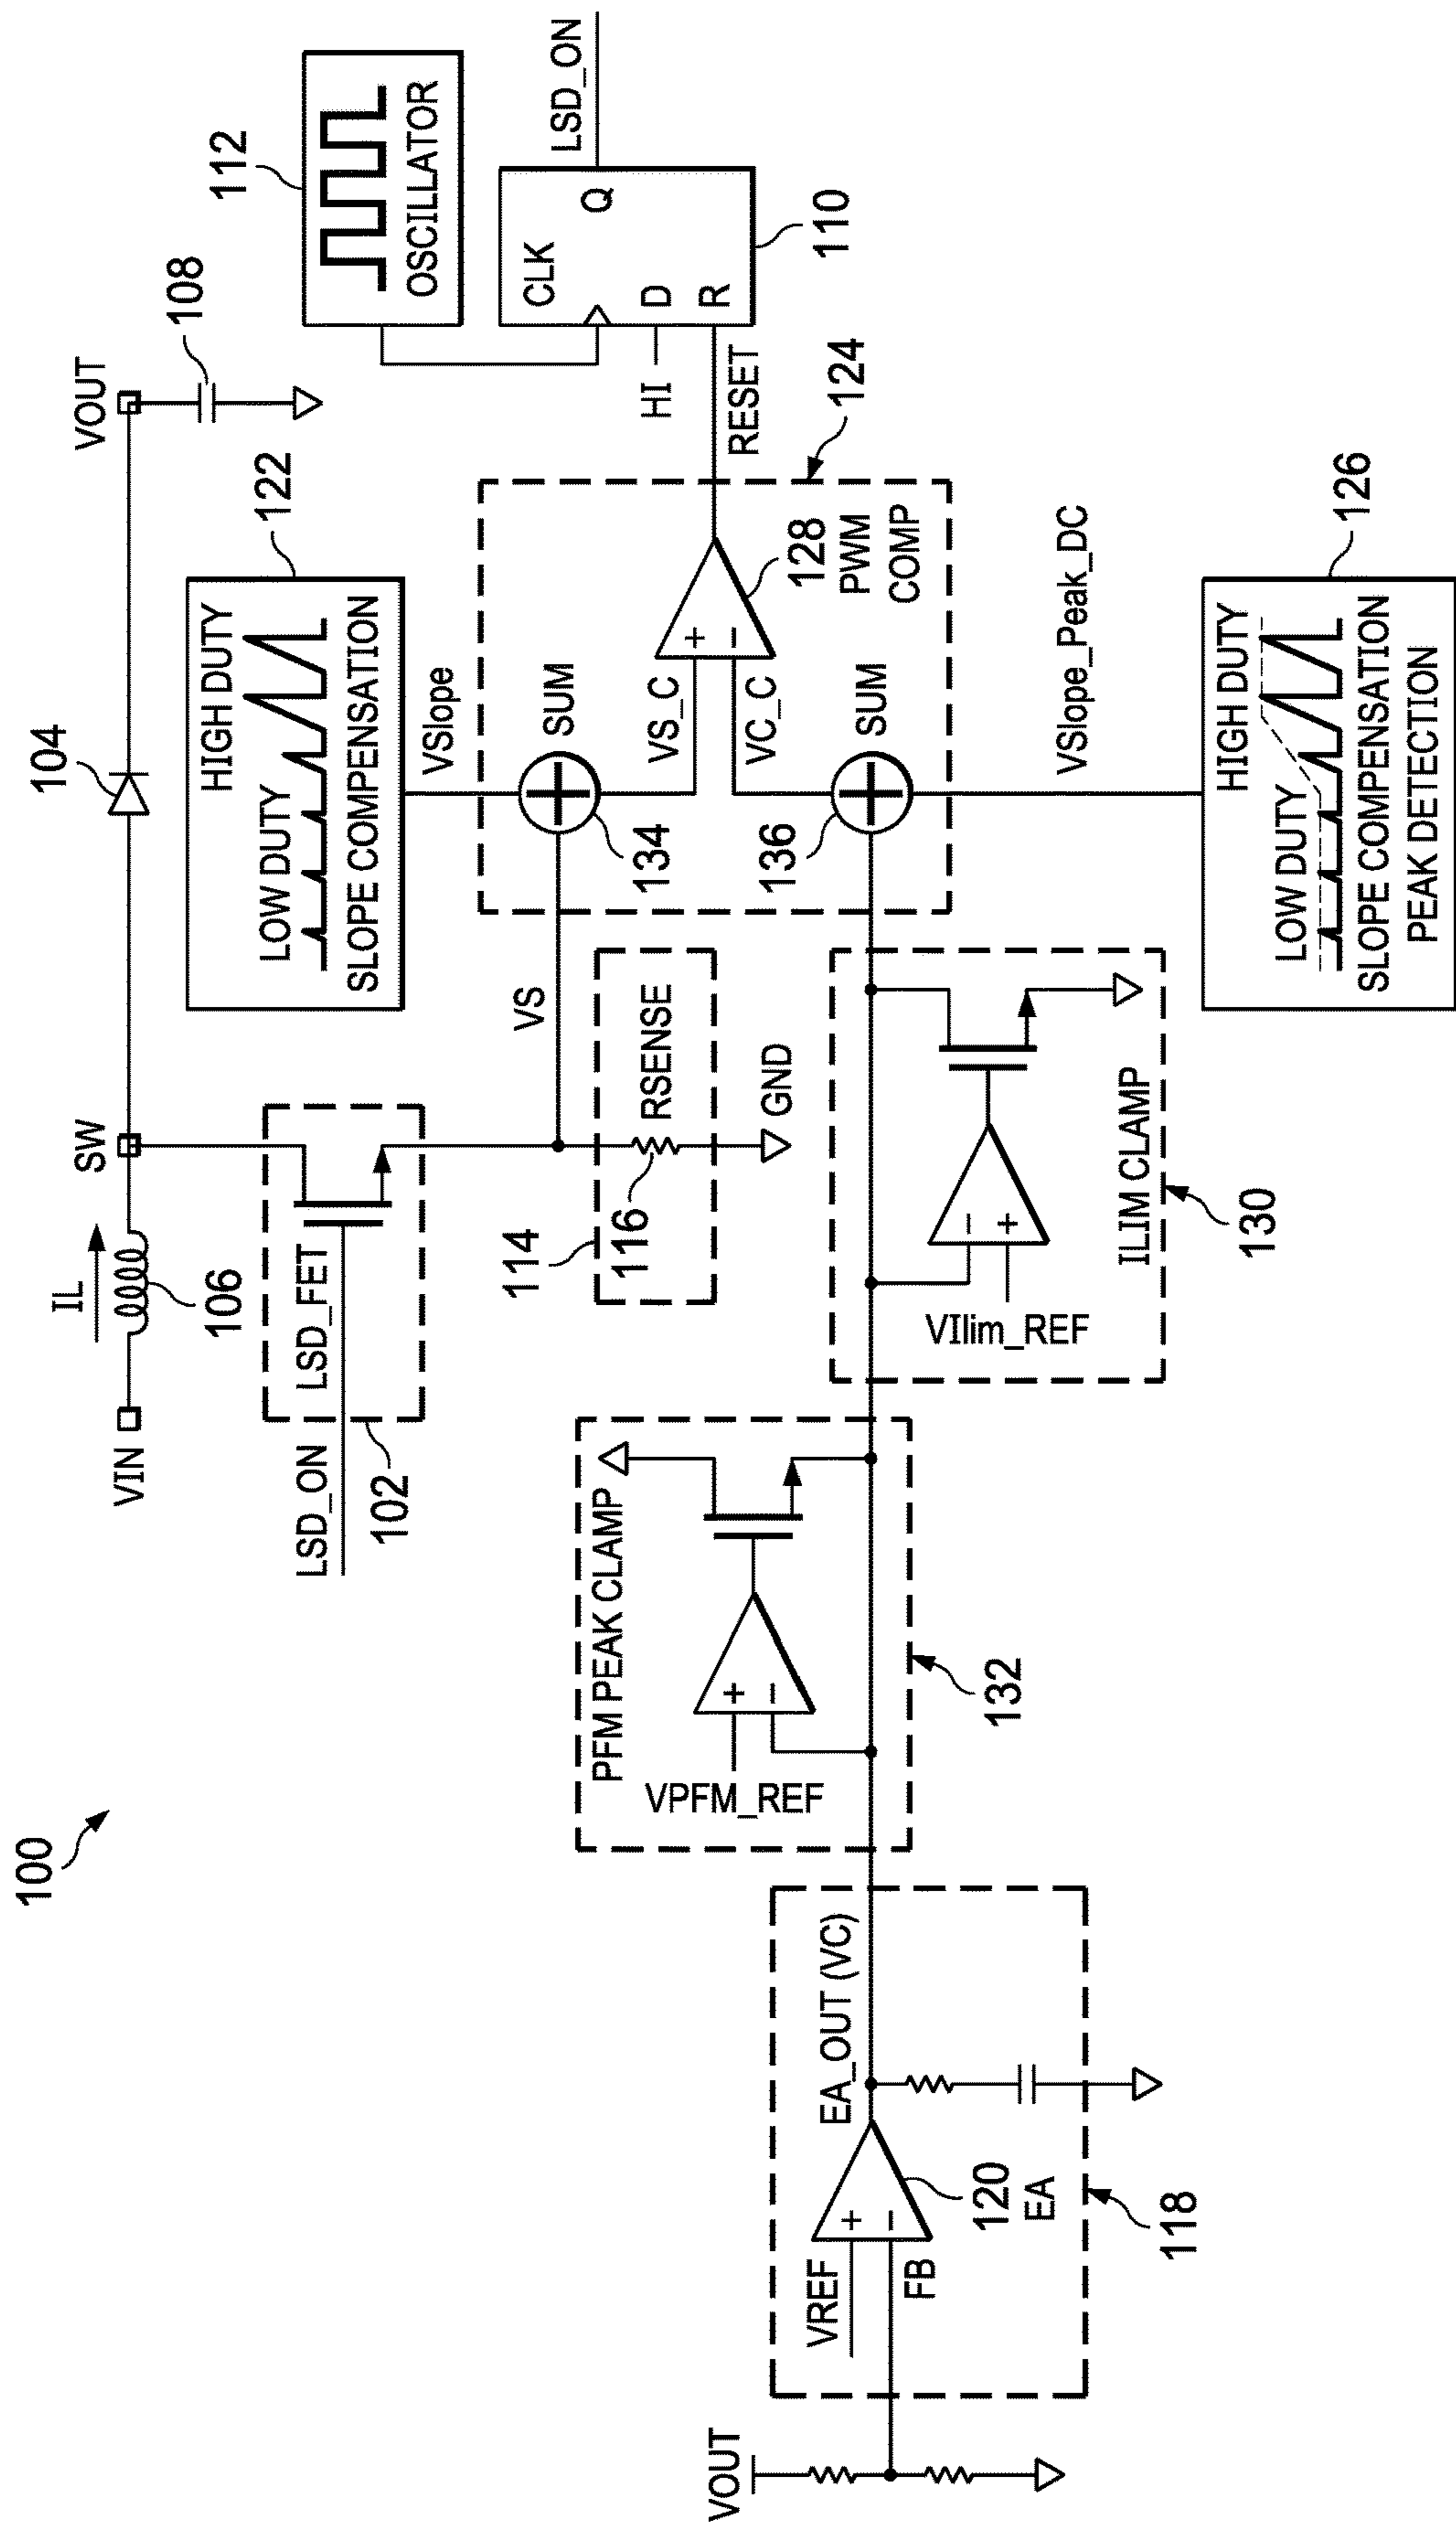 100
VIN
IL
106
SW
104
VOUT
108
LSD_ON
LSD_FET
102
HIGH DUTY
LOW DUTY
SLOPE COMPENSATION
122
112
OSCILLATOR
VSlope
VS
114
116
RSENSE
GND
SUM
134
VS_C
+
−
VC_C
128
PWM
COMP
136
SUM
124
RESET
HI
CLK
D
R
Q
LSD_ON
110
PFM PEAK CLAMP
VPFM_REF
+
−
132
VIlim_REF
−
+
ILIM CLAMP
130
VSlope_Peak_DC
HIGH DUTY
LOW DUTY
SLOPE COMPENSATION
PEAK DETECTION
126
VOUT
VREF
FB
+
−
EA_OUT (VC)
120
EA
118